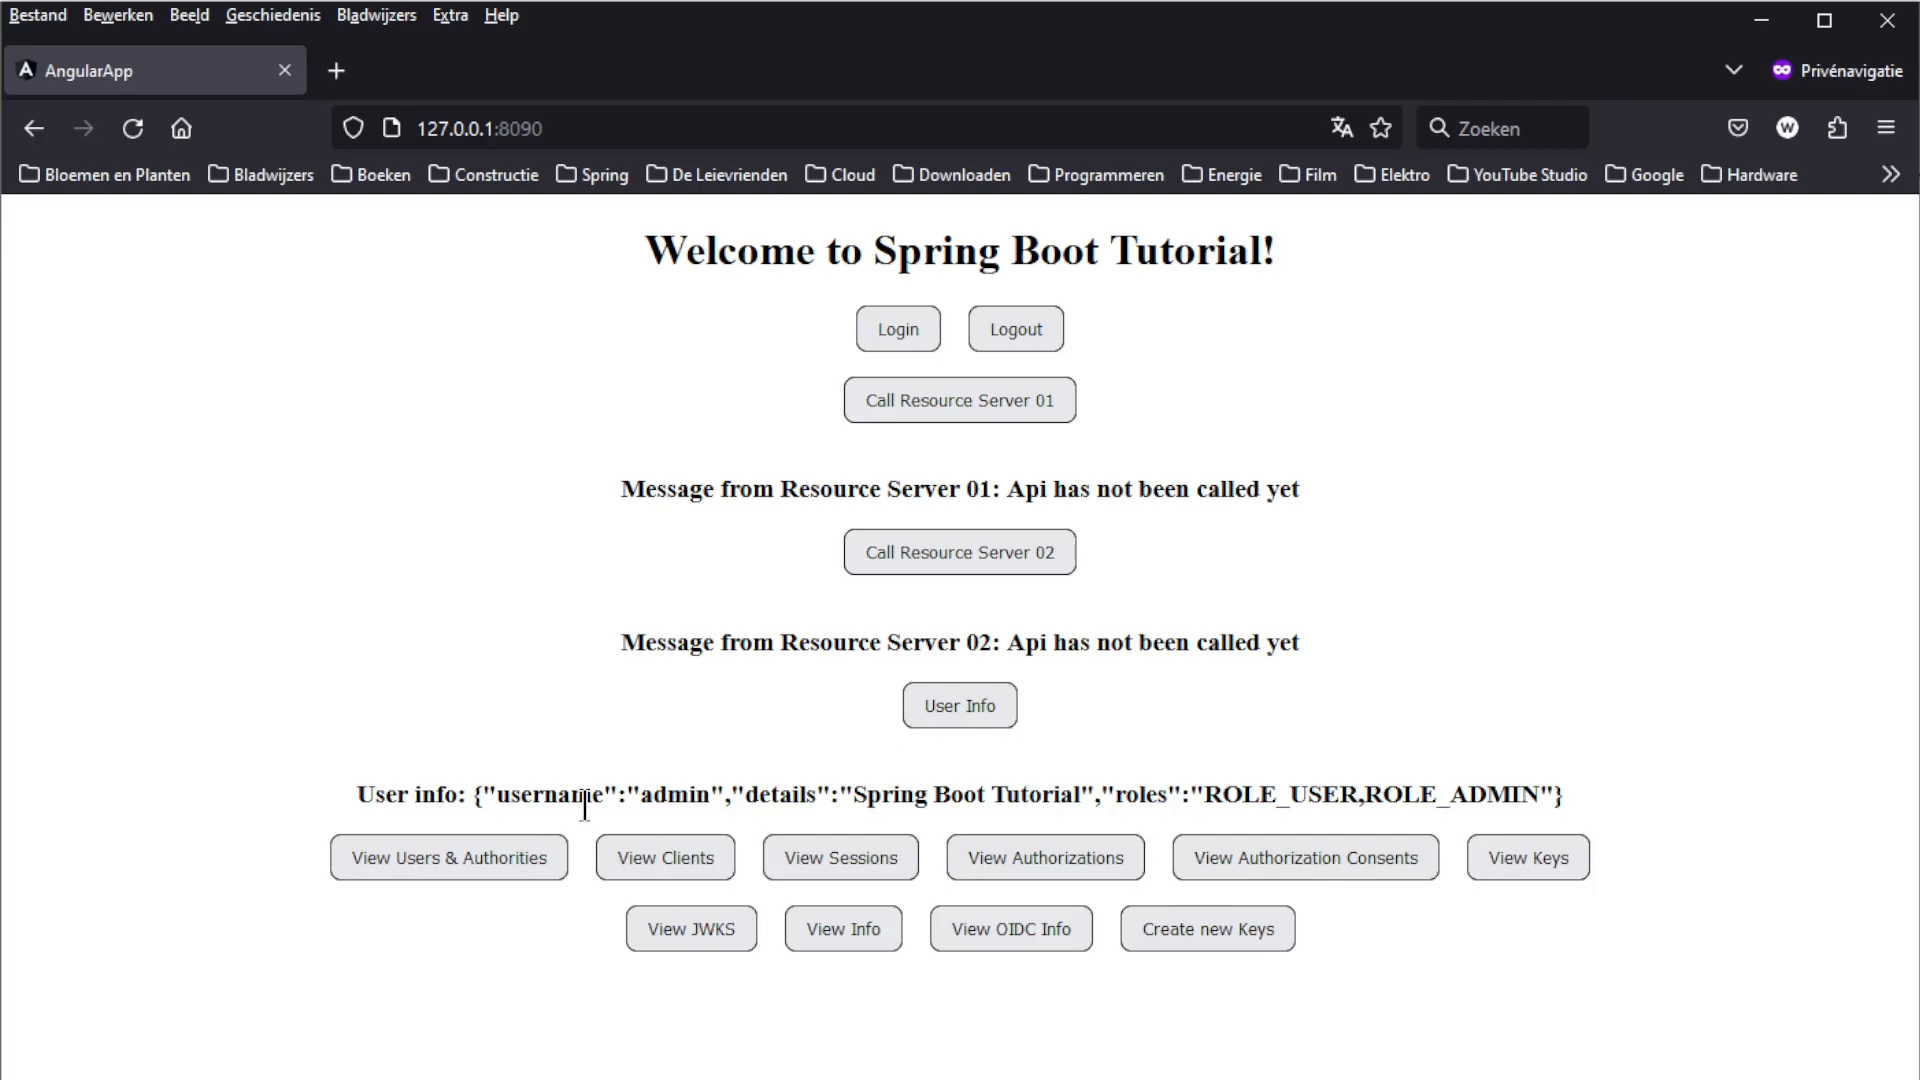 Bestand Bewerken Beeld Geschiedenis Bladwijzers Extra Help
AngularApp
Privénavigatie
127.0.0.1:8090
Zoeken
Bloemen en Planten Bladwijzers Boeken Constructie Spring De Leievrienden Cloud Downloaden Programmeren Energie Film Elektro YouTube Studio Google Hardware
Welcome to Spring Boot Tutorial!
Login Logout
Call Resource Server 01
Message from Resource Server 01: Api has not been called yet
Call Resource Server 02
Message from Resource Server 02: Api has not been called yet
User Info
User info: {"username":"admin","details":"Spring Boot Tutorial","roles":"ROLE_USER,ROLE_ADMIN"}
View Users & Authorities View Clients View Sessions View Authorizations View Authorization Consents View Keys
View JWKS View Info View OIDC Info Create new Keys